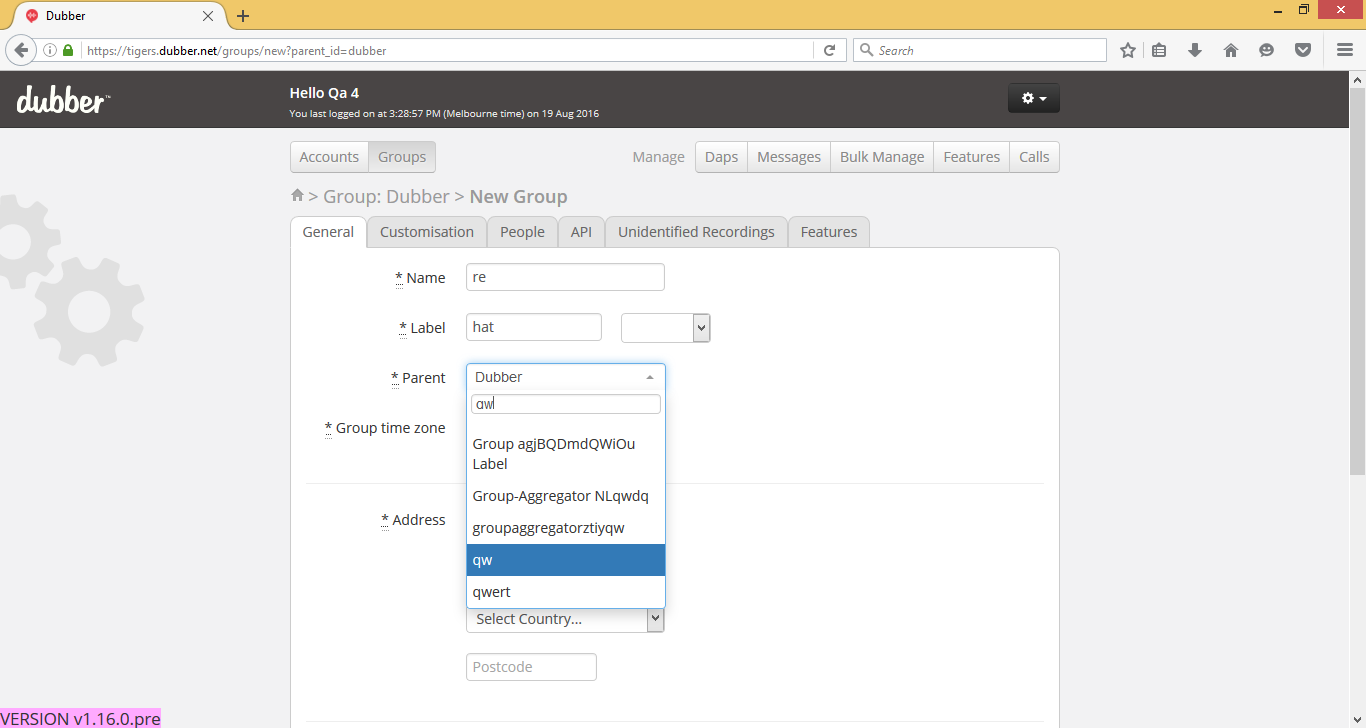 Dubber
https://tigers.dubber.net/groups/new?parent_id=dubber
Search
dubber™
Hello Qa 4
You last logged on at 3:28:57 PM (Melbourne time) on 19 Aug 2016
Accounts Groups Manage Daps Messages Bulk Manage Features Calls
> Group: Dubber > New Group
General Customisation People API Unidentified Recordings Features
* Name re
* Label hat
* Parent Dubber
qw
* Group time zone
Group agjBQDmdQWiOu
Label
Group-Aggregator NLqwdq
* Address
groupaggregatorztiyqw
qw
qwert
Select Country...
Postcode
VERSION v1.16.0.pre